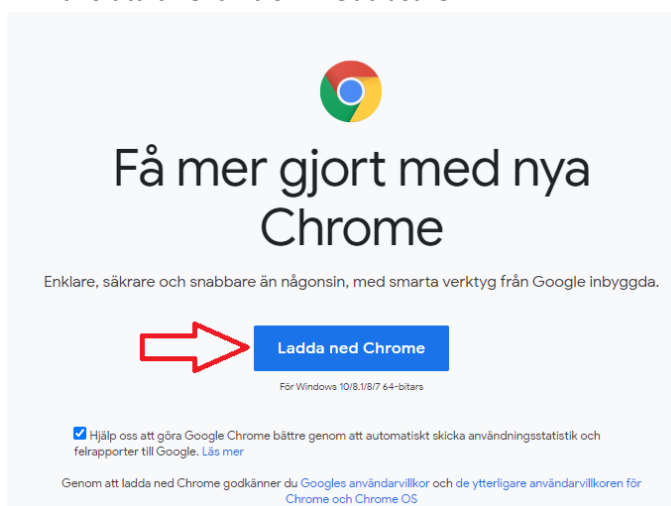 Få mer gjort med nya
Chrome
Enklare, säkrare och snabbare än någonsin, med smarta verktyg från Google inbyggda.
Ladda ned Chrome
För Windows 10/8.1/8/7 64-bitars
Hjälp oss att göra Google Chrome bättre genom att automatiskt skicka användningsstatistik och
felrapporter till Google. Läs mer
Genom att ladda ned Chrome godkänner du Googles användarvillkor och de ytterligare användarvillkoren för
Chrome och Chrome OS